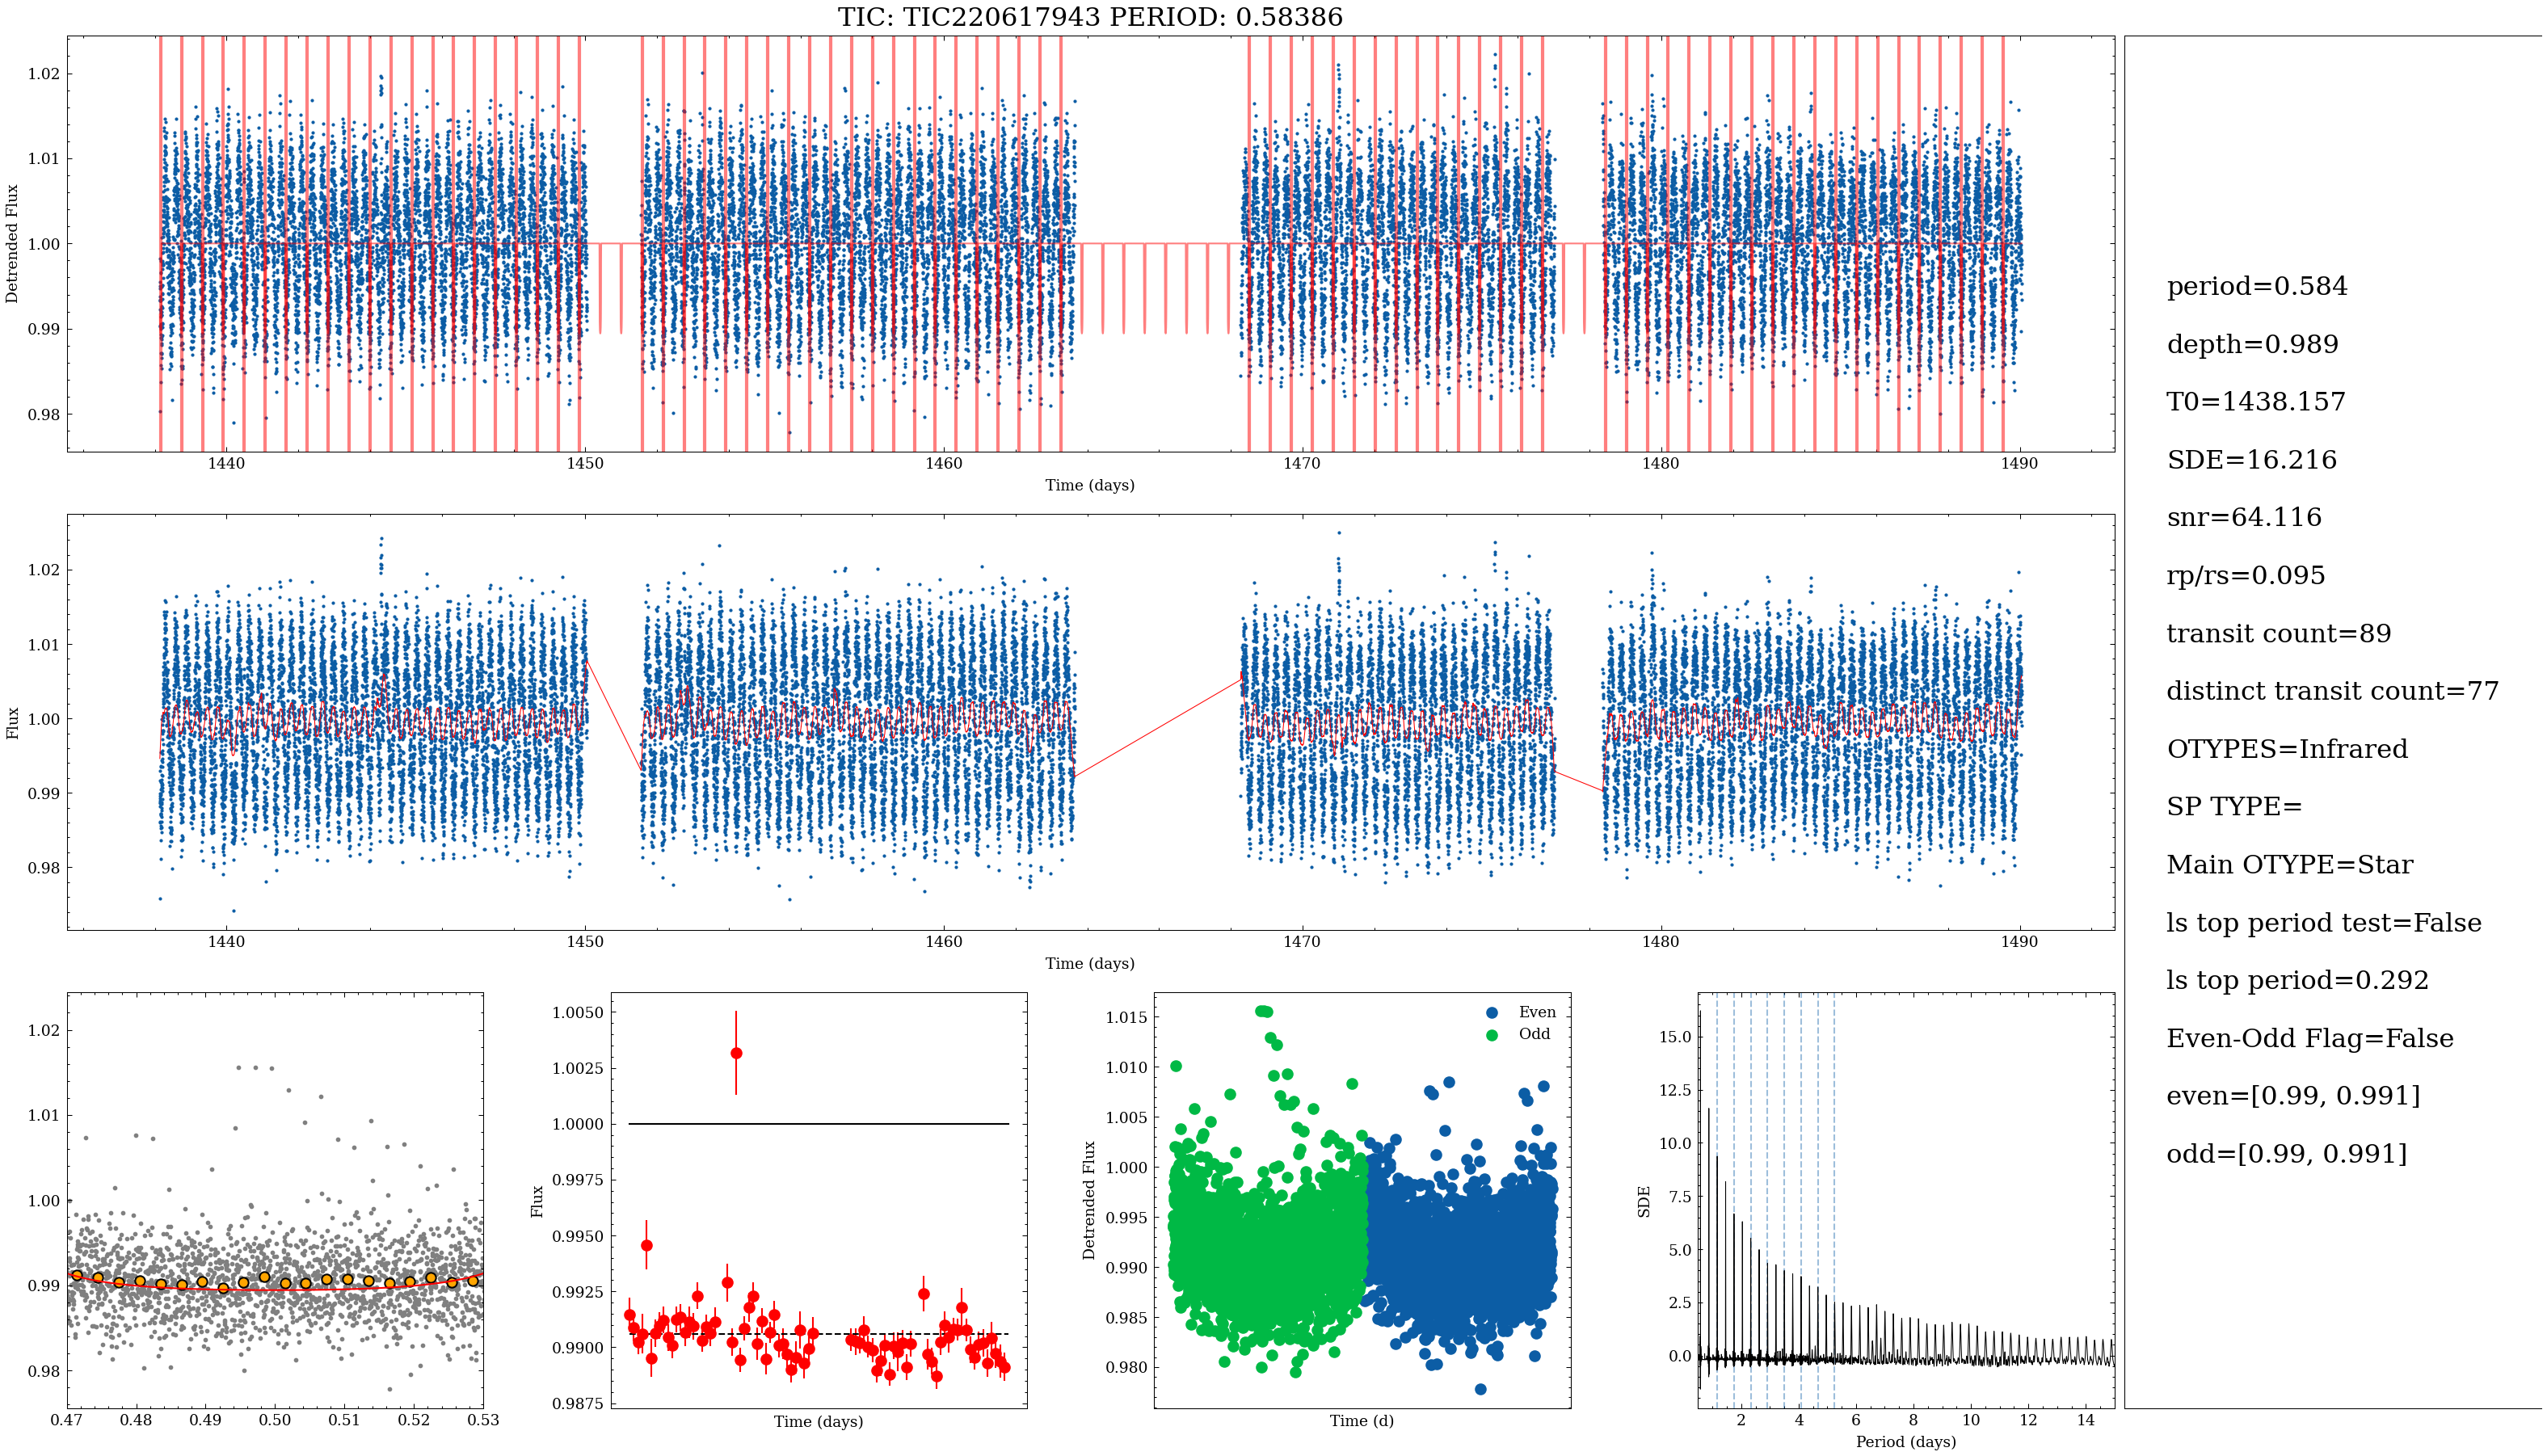 TIC: TIC220617943 PERIOD: 0.58386
1.02
1.01
1.00
0.99
0.98
Detrended Flux
1440
1450
1460
1470
1480
1490
Time (days)
1.02
1.01
1.00
0.99
0.98
Flux
1440
1450
1460
1470
1480
1490
Time (days)
1.02
1.01
1.00
0.99
0.98
0.47
0.48
0.49
0.50
0.51
0.52
0.53
1.0050
1.0025
1.0000
0.9975
0.9950
0.9925
0.9900
0.9875
Flux
Time (days)
1.015
1.010
1.005
1.000
0.995
0.990
0.985
0.980
Detrended Flux
Even
Odd
Time (d)
15.0
12.5
10.0
7.5
5.0
2.5
0.0
SDE
2
4
6
8
10
12
14
Period (days)
period=0.584
depth=0.989
T0=1438.157
SDE=16.216
snr=64.116
rp/rs=0.095
transit count=89
distinct transit count=77
OTYPES=Infrared
SP TYPE=
Main OTYPE=Star
ls top period test=False
ls top period=0.292
Even-Odd Flag=False
even=[0.99, 0.991]
odd=[0.99, 0.991]